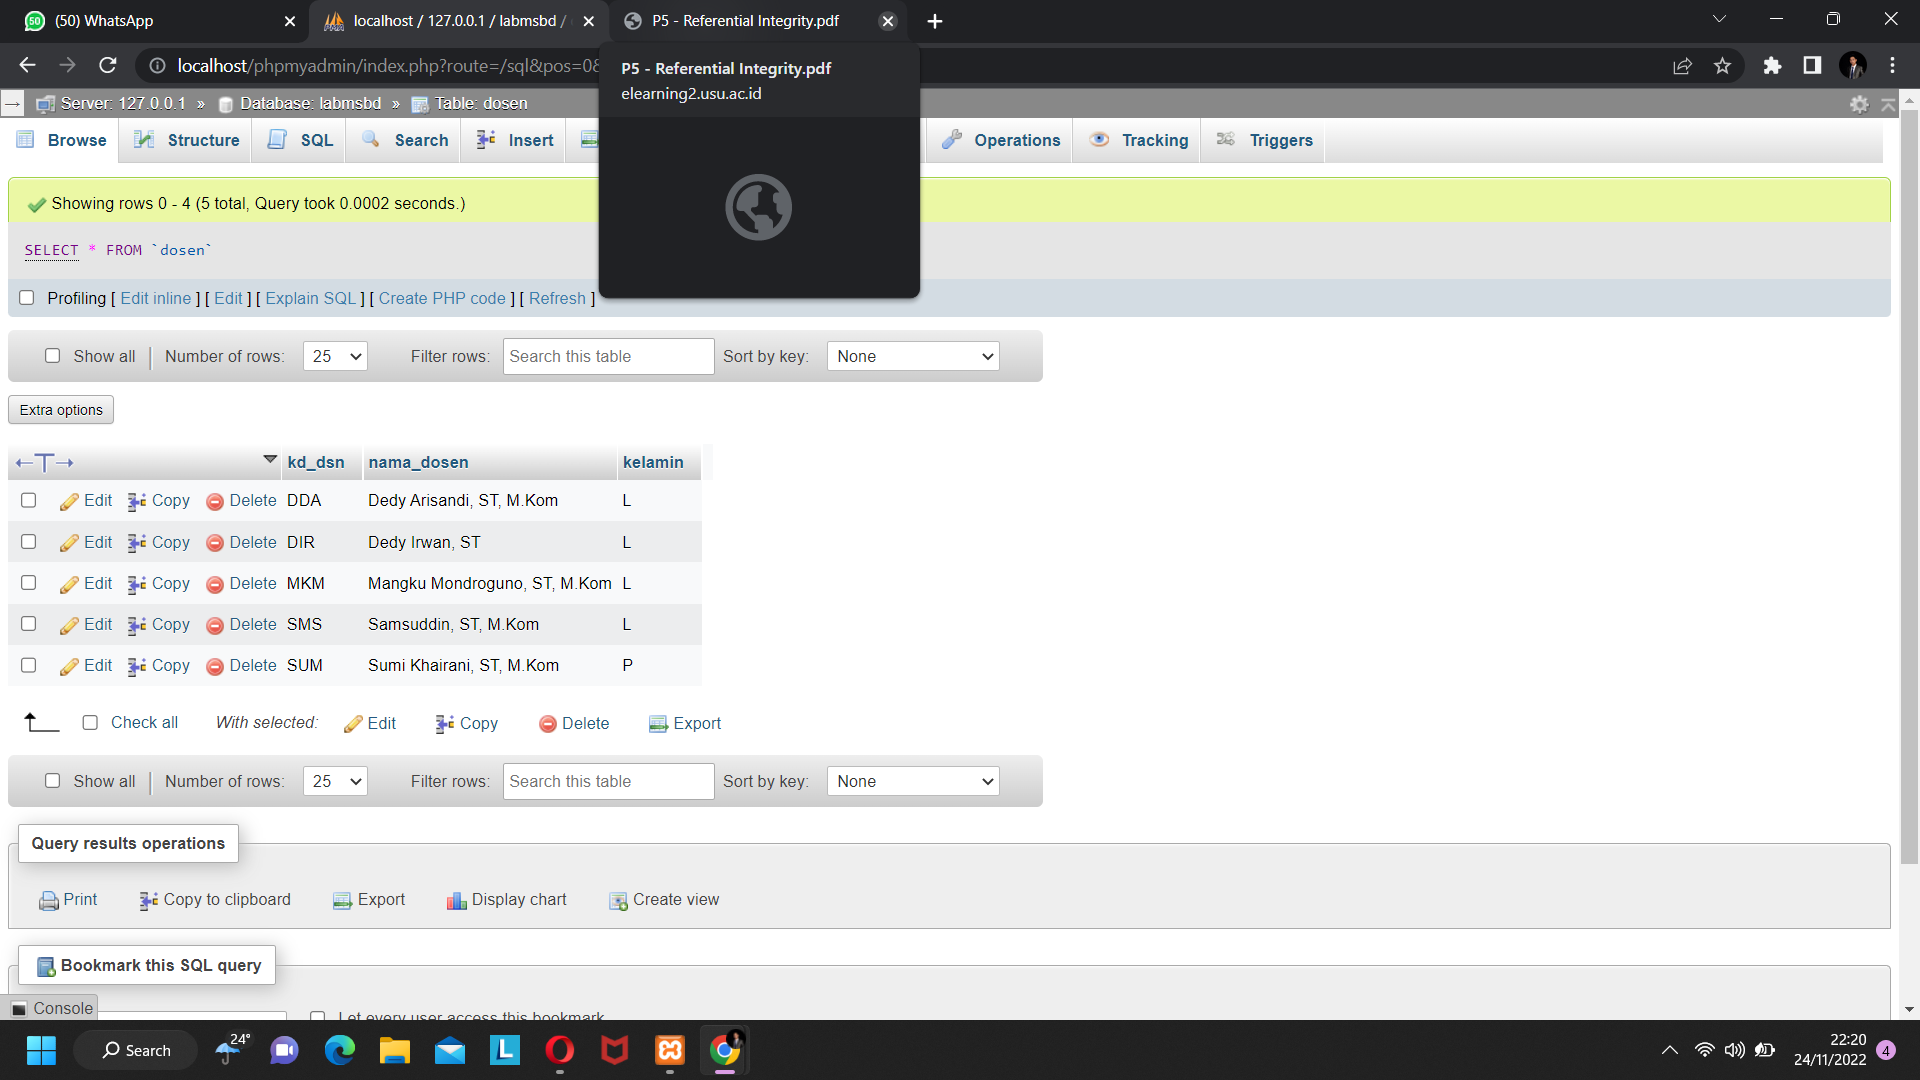 (50) WhatsApp
localhost / 127.0.0.1 / labmsbd /
P5 - Referential Integrity.pdf
localhost/phpmyadmin/index.php?route=/sql&pos=0&
P5 - Referential Integrity.pdf
elearning2.usu.ac.id
Server: 127.0.0.1 » Database: labmsbd » Table: dosen
Browse Structure SQL Search Insert Operations Tracking Triggers
Showing rows 0 - 4 (5 total, Query took 0.0002 seconds.)
SELECT * FROM `dosen`
Profiling [ Edit inline ] [ Edit ] [ Explain SQL ] [ Create PHP code ] [ Refresh ]
Show all | Number of rows: 25 Filter rows: Search this table Sort by key: None
Extra options
kd_dsn nama_dosen kelamin
Edit Copy Delete DDA Dedy Arisandi, ST, M.Kom L
Edit Copy Delete DIR Dedy Irwan, ST L
Edit Copy Delete MKM Mangku Mondroguno, ST, M.Kom L
Edit Copy Delete SMS Samsuddin, ST, M.Kom L
Edit Copy Delete SUM Sumi Khairani, ST, M.Kom P
Check all With selected: Edit Copy Delete Export
Show all | Number of rows: 25 Filter rows: Search this table Sort by key: None
Query results operations
Print Copy to clipboard Export Display chart Create view
Bookmark this SQL query
Console
Let every user access this bookmark
24°
Search
22:20
24/11/2022
4